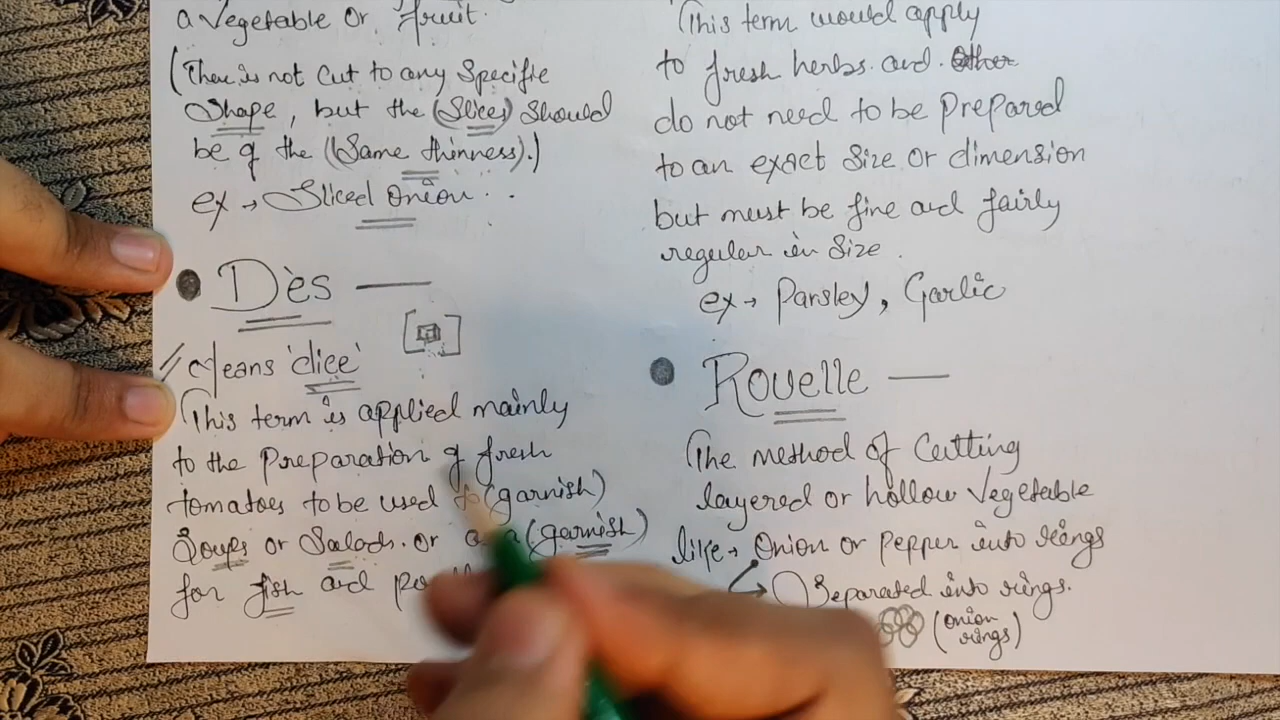 a vegetable or fruit.
(There is not cut to any specific
shape, but the (slices) should
be of the (same thinness).)
ex → Sliced onion . .
• Dès —
Means 'dice'
This term is applied mainly
to the preparation of fresh
tomatoes to be used to (garnish)
Soups or Salads. or (garnish)
for fish and
This term would apply
to fresh herbs. and. other
do not need to be prepared
to an exact size or dimension
but must be fine and fairly
regular in size.
ex → Parsley, Garlic
• Rouelle —
The method of cutting
layered or hollow vegetable
like → Onion or pepper into rings
→ Separated into rings.
(onion
rings)